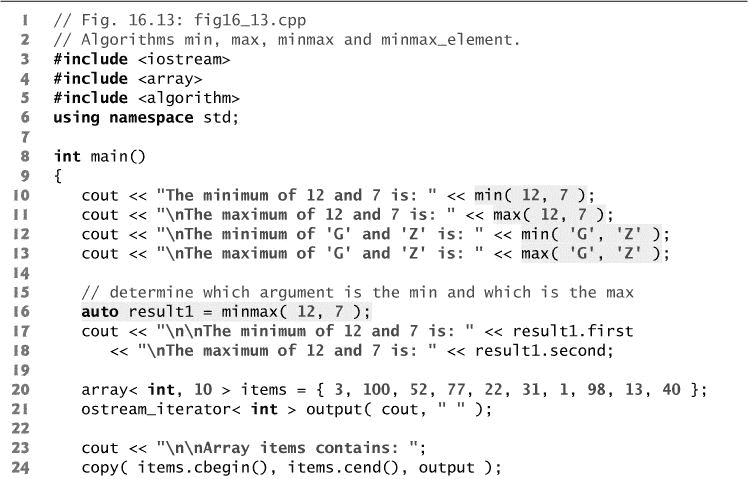 1 // Fig. 16.13: fig16_13.cpp
2 // Algorithms min, max, minmax and minmax_element.
3 #include <iostream>
4 #include <array>
5 #include <algorithm>
6 using namespace std;
7
8 int main()
9 {
10 cout << "The minimum of 12 and 7 is: " << min( 12, 7 );
11 cout << "\nThe maximum of 12 and 7 is: " << max( 12, 7 );
12 cout << "\nThe minimum of 'G' and 'Z' is: " << min( 'G', 'Z' );
13 cout << "\nThe maximum of 'G' and 'Z' is: " << max( 'G', 'Z' );
14
15 // determine which argument is the min and which is the max
16 auto result1 = minmax( 12, 7 );
17 cout << "\n\nThe minimum of 12 and 7 is: " << result1.first
18 << "\nThe maximum of 12 and 7 is: " << result1.second;
19
20 array< int, 10 > items = { 3, 100, 52, 77, 22, 31, 1, 98, 13, 40 };
21 ostream_iterator< int > output( cout, " " );
22
23 cout << "\n\nArray items contains: ";
24 copy( items.cbegin(), items.cend(), output );